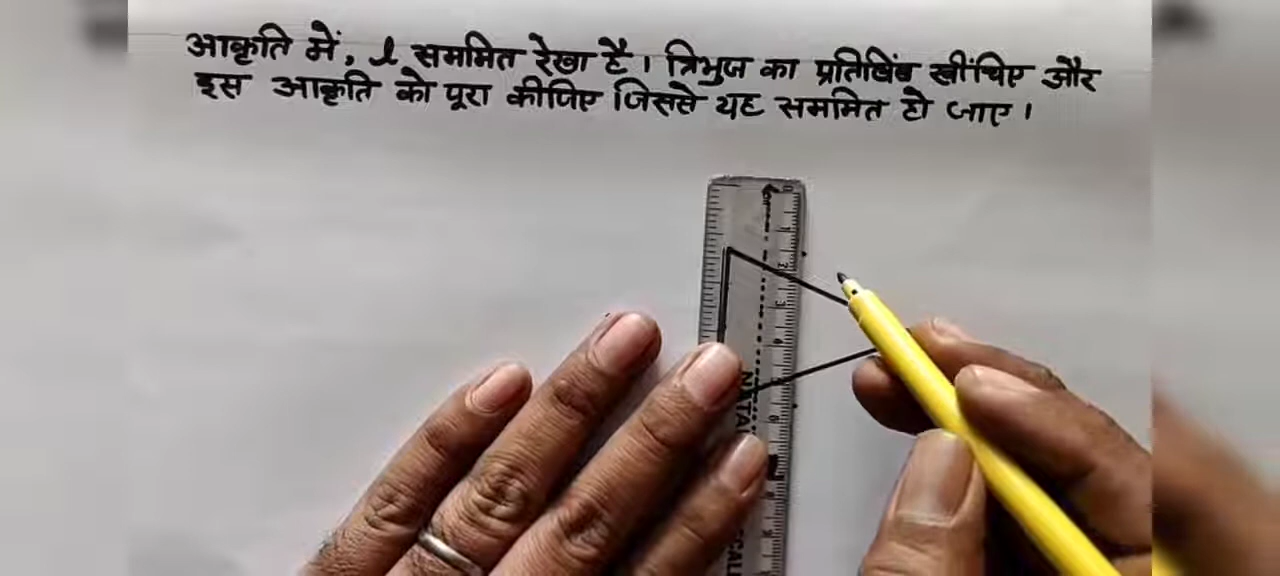 आकृति में, l सममित रेखा है। त्रिभुज का प्रतिबिंब खींचिए और
इस आकृति को पूरा कीजिए जिससे यह सममित हो जाए।